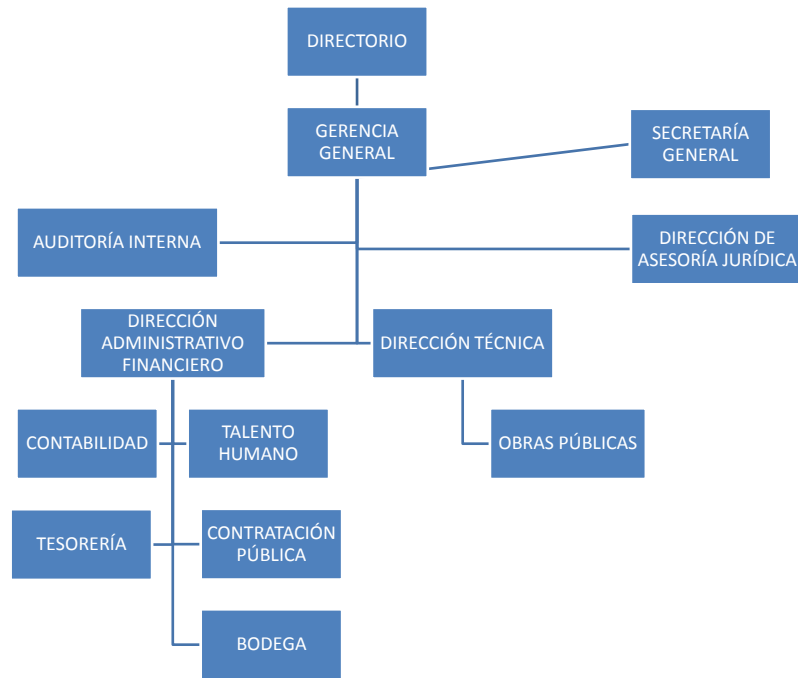 DIRECTORIO
GERENCIA
GENERAL
SECRETARÍA
GENERAL
AUDITORÍA INTERNA
DIRECCIÓN DE
ASESORÍA JURÍDICA
DIRECCIÓN
ADMINISTRATIVO
FINANCIERO
DIRECCIÓN TÉCNICA
CONTABILIDAD
TALENTO
HUMANO
OBRAS PÚBLICAS
TESORERÍA
CONTRATACIÓN
PÚBLICA
BODEGA